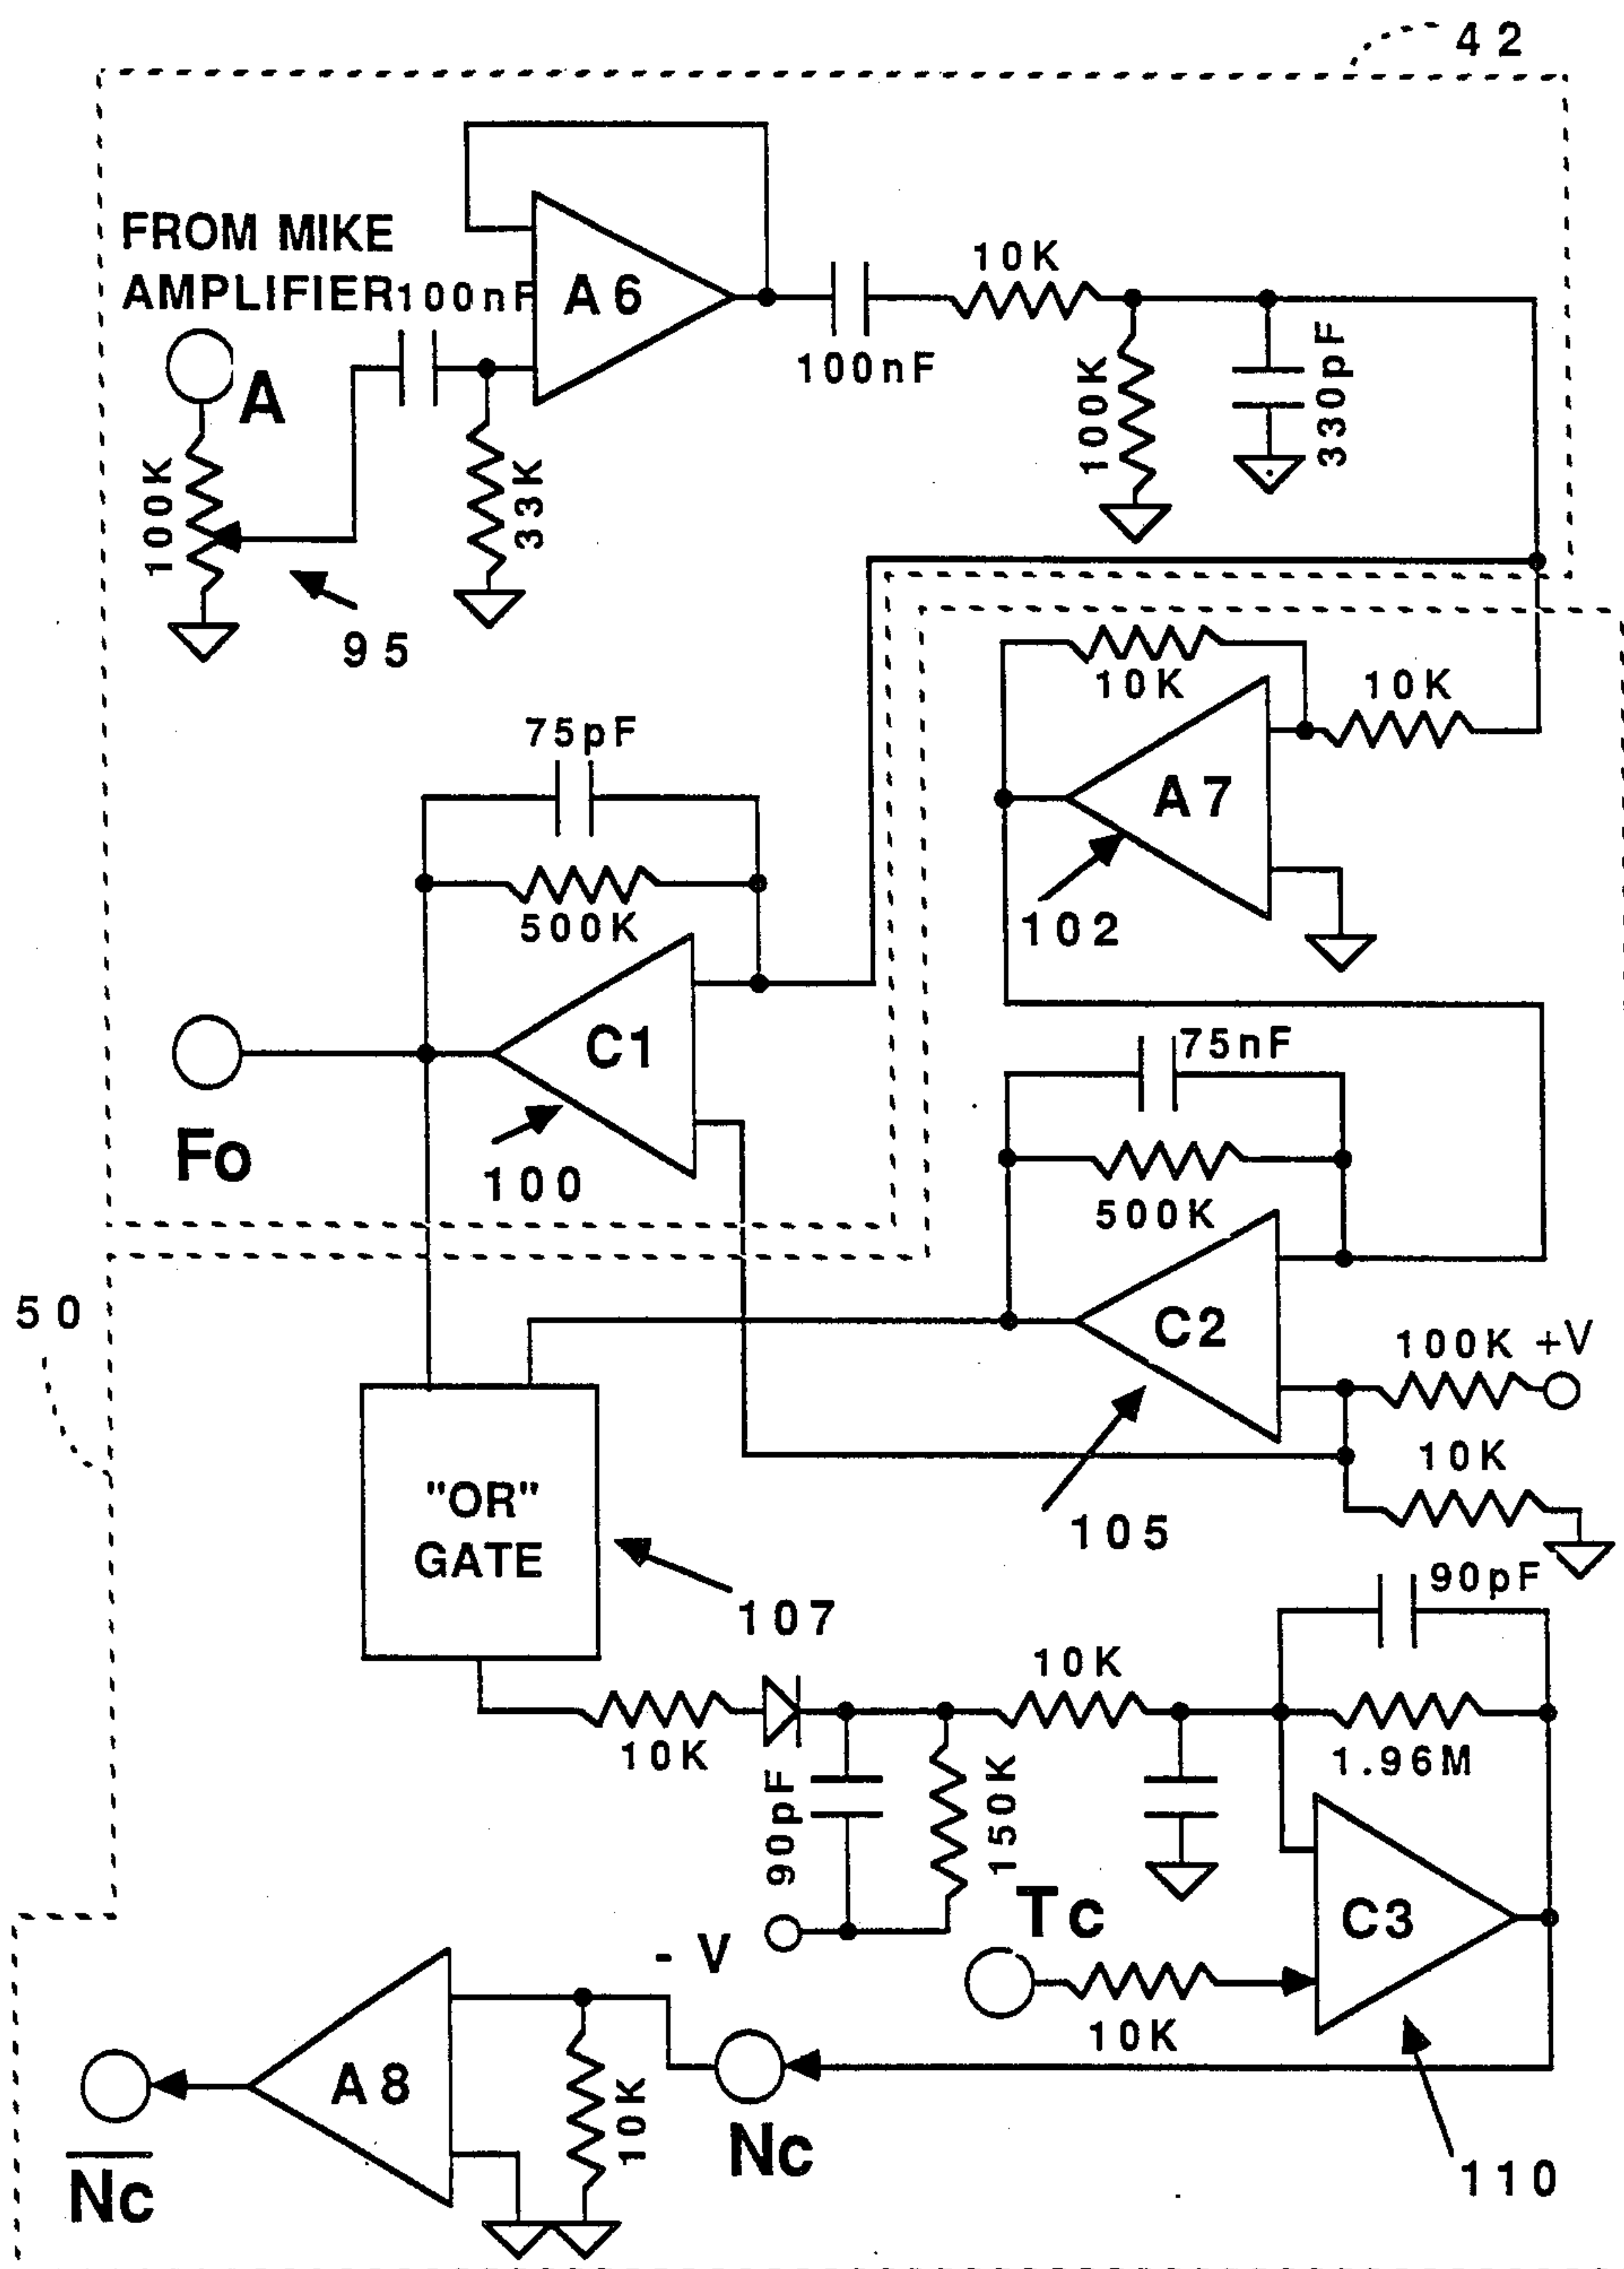 42
FROM MIKE
AMPLIFIER
100nF
A6
10K
100nF
100K
330pF
A
100K
33K
95
10K
10K
75pF
A7
500K
102
C1
75nF
Fo
100
500K
50
C2
100K +V
10K
"OR"
GATE
105
107
90pF
10K
10K
1.96M
90pF
150K
Tc
C3
- V
10K
A8
10K
Nc
Nc
110